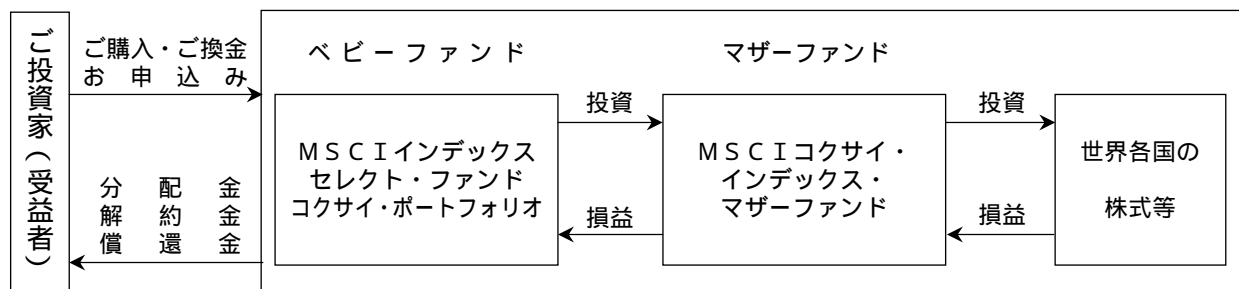 ご投資家(受益者)
ご購入・ご換金
お申込み
分配金
解約金
償還金
ベビーファンド
マザーファンド
MSCIインデックス
セレクト・ファンド
コクサイ・ポートフォリオ
投資
損益
MSCIコクサイ・
インデックス・
マザーファンド
投資
損益
世界各国の
株式等